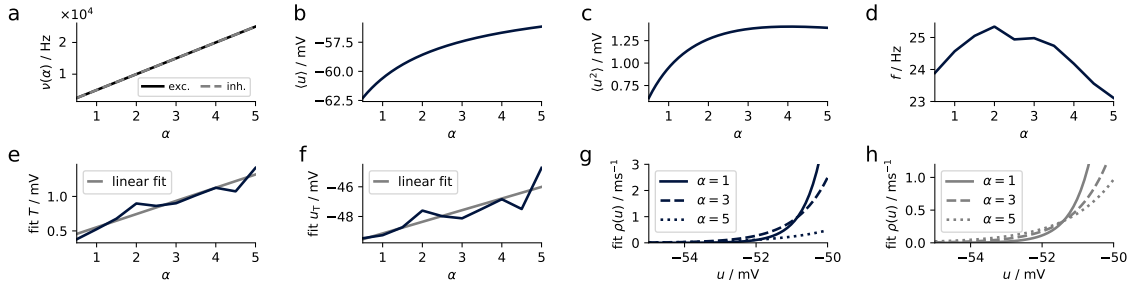 a
×10⁴
ν(α) / Hz
2
1
exc.
inh.
1 2 3 4 5
α
b
⟨u⟩ / mV
−57.5
−60.0
−62.5
1 2 3 4 5
α
c
⟨u²⟩ / mV
1.25
1.00
0.75
1 2 3 4 5
α
d
f / Hz
25
24
23
1 2 3 4 5
α
e
fit T / mV
1.0
0.5
linear fit
1 2 3 4 5
α
f
fit u_T / mV
−46
−48
linear fit
1 2 3 4 5
α
g
fit ρ(u) / ms⁻¹
3
2
1
0
α = 1
α = 3
α = 5
−54 −52 −50
u / mV
h
fit ρ(u) / ms⁻¹
1.0
0.5
0.0
α = 1
α = 3
α = 5
−54 −52 −50
u / mV